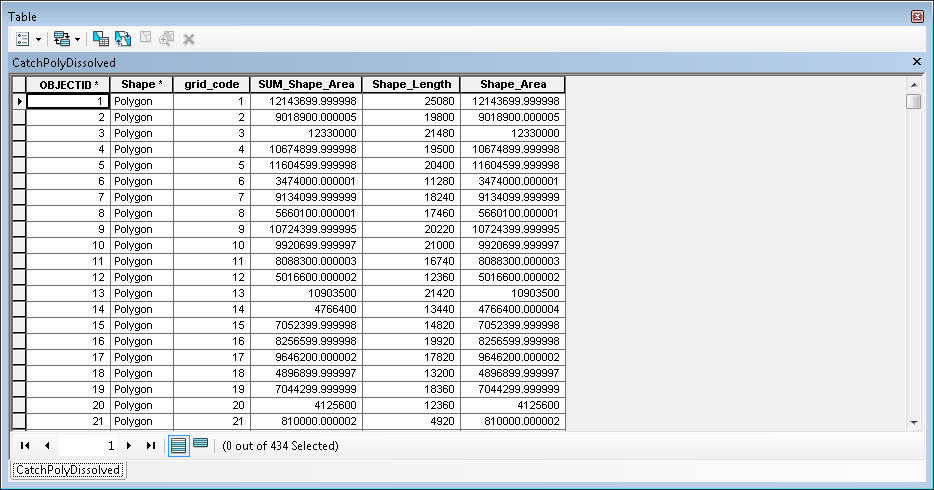 Table
CatchPolyDissolved
OBJECTID * Shape * grid_code SUM_Shape_Area Shape_Length Shape_Area
1 Polygon 1 12143699.999998 25080 12143699.999998
2 Polygon 2 9018900.000005 19800 9018900.000005
3 Polygon 3 12330000 21480 12330000
4 Polygon 4 10674899.999998 19500 10674899.999998
5 Polygon 5 11604599.999998 20400 11604599.999998
6 Polygon 6 3474000.000001 11280 3474000.000001
7 Polygon 7 9134099.999999 18240 9134099.999999
8 Polygon 8 5660100.000001 17460 5660100.000001
9 Polygon 9 10724399.999995 20220 10724399.999995
10 Polygon 10 9920699.999997 21000 9920699.999997
11 Polygon 11 8088300.000003 16740 8088300.000003
12 Polygon 12 5016600.000002 12360 5016600.000002
13 Polygon 13 10903500 21420 10903500
14 Polygon 14 4766400 13440 4766400.000004
15 Polygon 15 7052399.999998 14820 7052399.999998
16 Polygon 16 8256599.999998 19920 8256599.999998
17 Polygon 17 9646200.000002 17820 9646200.000002
18 Polygon 18 4896899.999997 13200 4896899.999997
19 Polygon 19 7044299.999999 18360 7044299.999999
20 Polygon 20 4125600 12360 4125600
21 Polygon 21 810000.000002 4920 810000.000002
1 (0 out of 434 Selected)
CatchPolyDissolved